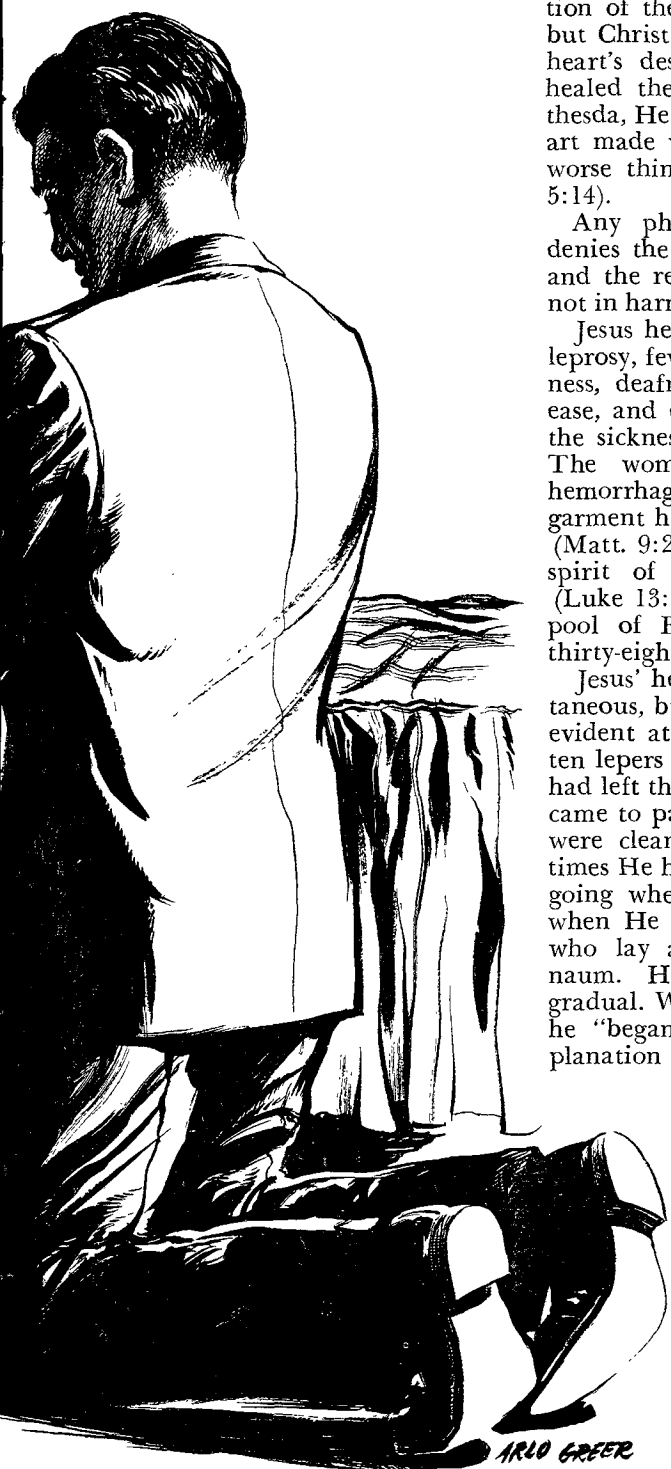 tion of the
but Christ
heart's des
healed the
thesda, He
art made
worse thin
5:14).
Any ph
denies the
and the re
not in harr
Jesus he
leprosy, fev
ness, deafr
ease, and
the sicknes
The wom
hemorrhag
garment h
(Matt. 9:2
spirit of
(Luke 13:
pool of
thirty-eigh
Jesus' he
taneous, b
evident at
ten lepers
had left th
came to pa
were clear
times He h
going whe
when He
who lay a
naum. H
gradual. W
he “began
planation
ARLO GREER